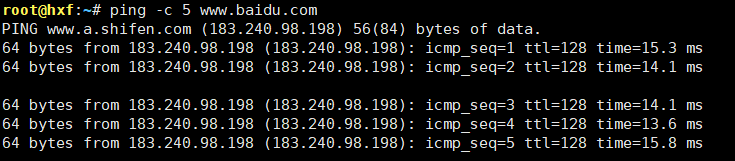 root@hxf:~# ping -c 5 www.baidu.com
PING www.a.shifen.com (183.240.98.198) 56(84) bytes of data.
64 bytes from 183.240.98.198 (183.240.98.198): icmp_seq=1 ttl=128 time=15.3 ms
64 bytes from 183.240.98.198 (183.240.98.198): icmp_seq=2 ttl=128 time=14.1 ms
64 bytes from 183.240.98.198 (183.240.98.198): icmp_seq=3 ttl=128 time=14.1 ms
64 bytes from 183.240.98.198 (183.240.98.198): icmp_seq=4 ttl=128 time=13.6 ms
64 bytes from 183.240.98.198 (183.240.98.198): icmp_seq=5 ttl=128 time=15.8 ms